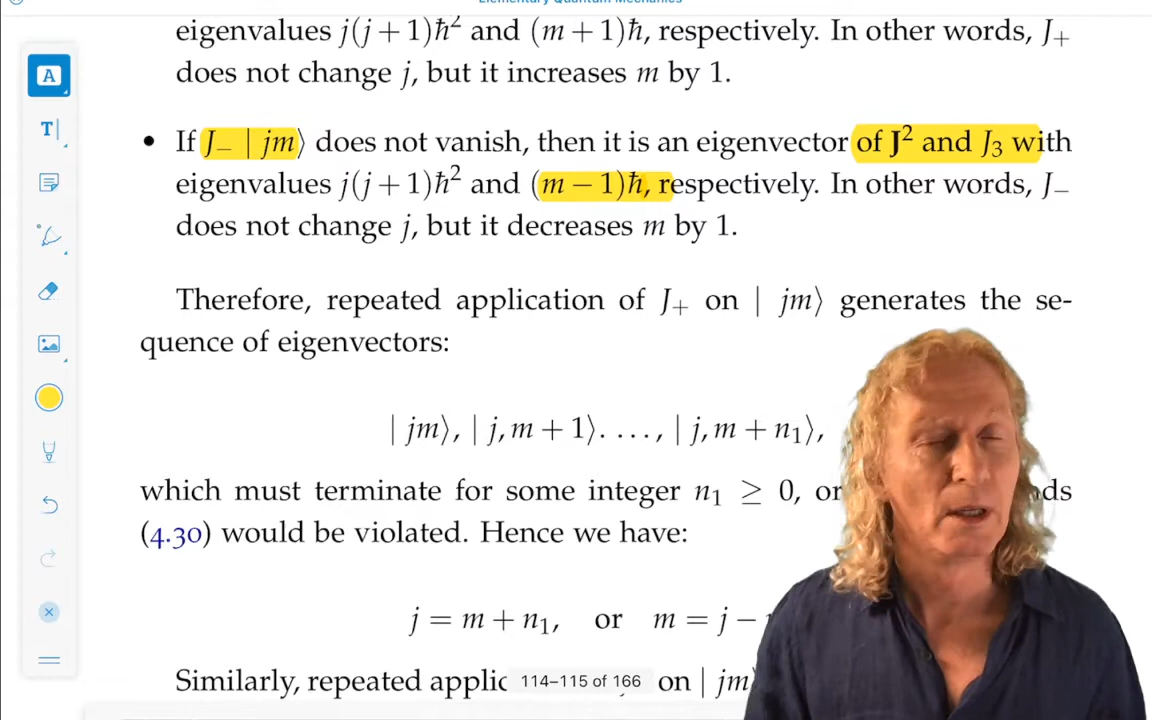 Elementary Quantum Mechanics
eigenvalues j(j + 1)ħ² and (m + 1)ħ, respectively. In other words, J₊
does not change j, but it increases m by 1.
• If J₋ | jm⟩ does not vanish, then it is an eigenvector of J² and J₃ with
eigenvalues j(j + 1)ħ² and (m − 1)ħ, respectively. In other words, J₋
does not change j, but it decreases m by 1.
Therefore, repeated application of J₊ on | jm⟩ generates the se-
quence of eigenvectors:
| jm⟩, | j, m + 1⟩. …, | j, m + n₁⟩,
which must terminate for some integer n₁ ≥ 0, or
(4.30) would be violated. Hence we have:
j = m + n₁, or m = j −
Similarly, repeated applic on | jm
114–115 of 166
A
T